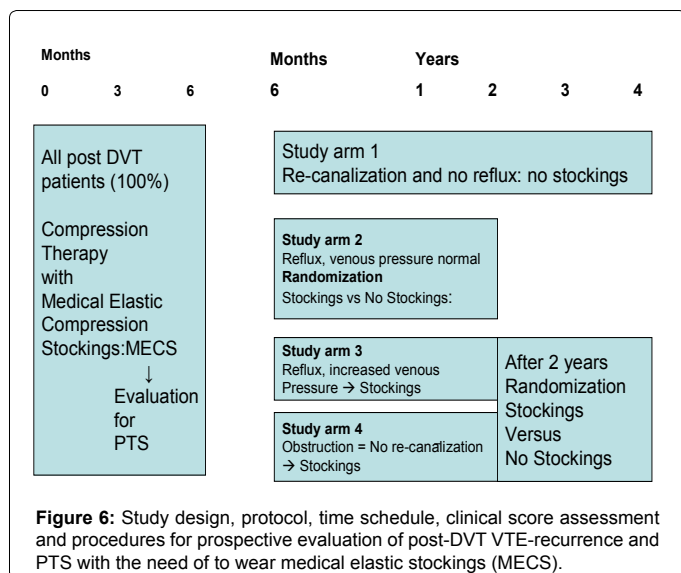 Months
0 3 6
Months Years
6 1 2 3 4
All post DVT
patients (100%)
Compression
Therapy
with
Medical Elastic
Compression
Stockings:MECS
↓
Evaluation
for
PTS
Study arm 1
Re-canalization and no reflux: no stockings
Study arm 2
Reflux, venous pressure normal
Randomization
Stockings vs No Stockings:
Study arm 3
Reflux, increased venous
Pressure → Stockings
Study arm 4
Obstruction = No re-canalization
→ Stockings
After 2 years
Randomization
Stockings
Versus
No Stockings
Figure 6: Study design, protocol, time schedule, clinical score assessment
and procedures for prospective evaluation of post-DVT VTE-recurrence and
PTS with the need of to wear medical elastic stockings (MECS).